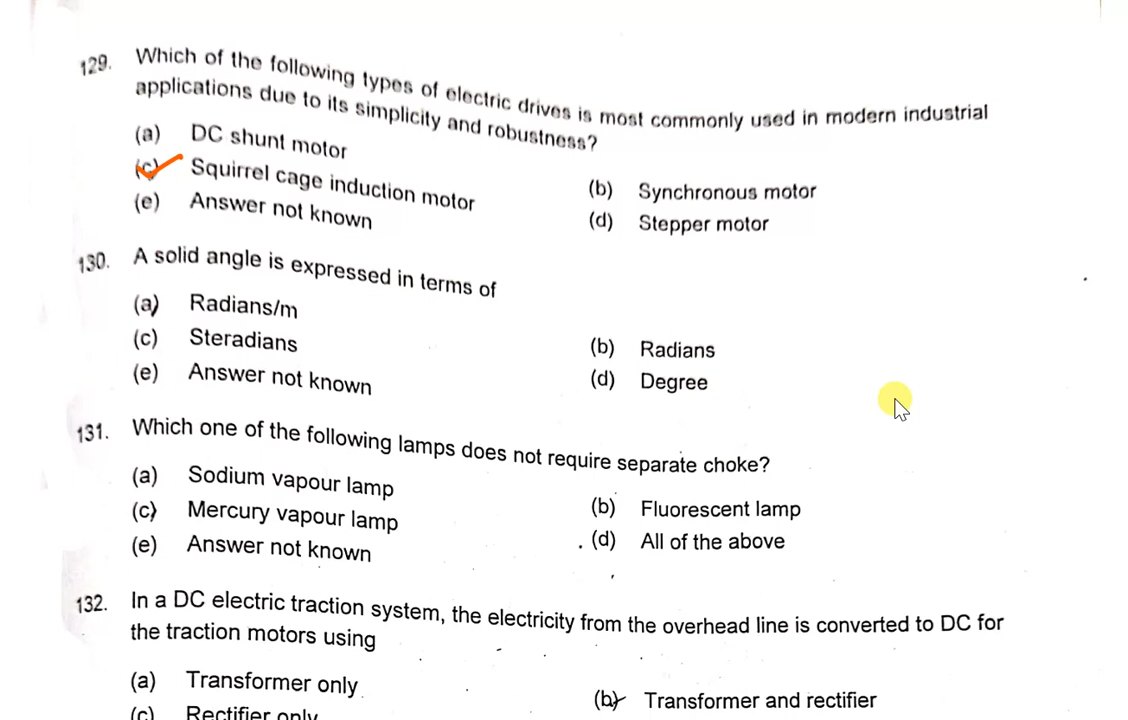 129. Which of the following types of electric drives is most commonly used in modern industrial
applications due to its simplicity and robustness?
(a) DC shunt motor
(b) Synchronous motor
(c) Squirrel cage induction motor
(d) Stepper motor
(e) Answer not known
130. A solid angle is expressed in terms of
(a) Radians/m
(b) Radians
(c) Steradians
(d) Degree
(e) Answer not known
131. Which one of the following lamps does not require separate choke?
(a) Sodium vapour lamp
(b) Fluorescent lamp
(c) Mercury vapour lamp
(d) All of the above
(e) Answer not known
132. In a DC electric traction system, the electricity from the overhead line is converted to DC for
the traction motors using
(a) Transformer only
(b) Transformer and rectifier
(c) Rectifier only